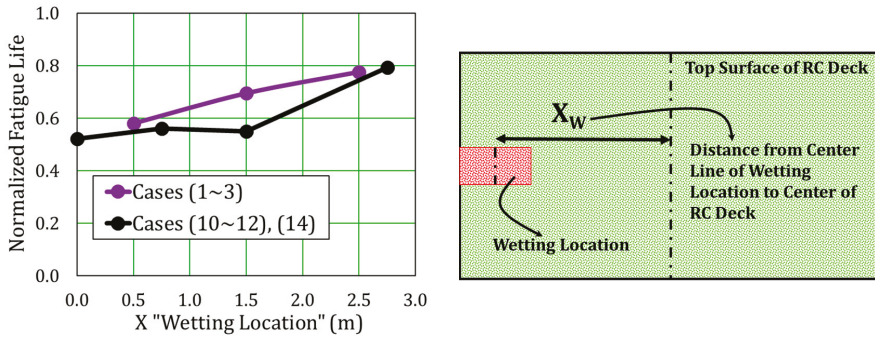 Normalized Fatigue Life
1.0
0.8
0.6
0.4
0.2
0.0
Cases (1~3)
Cases (10~12), (14)
0.0 0.5 1.0 1.5 2.0 2.5 3.0
X "Wetting Location" (m)
Top Surface of RC Deck
XW
Distance from Center
Line of Wetting
Location to Center of
RC Deck
Wetting Location